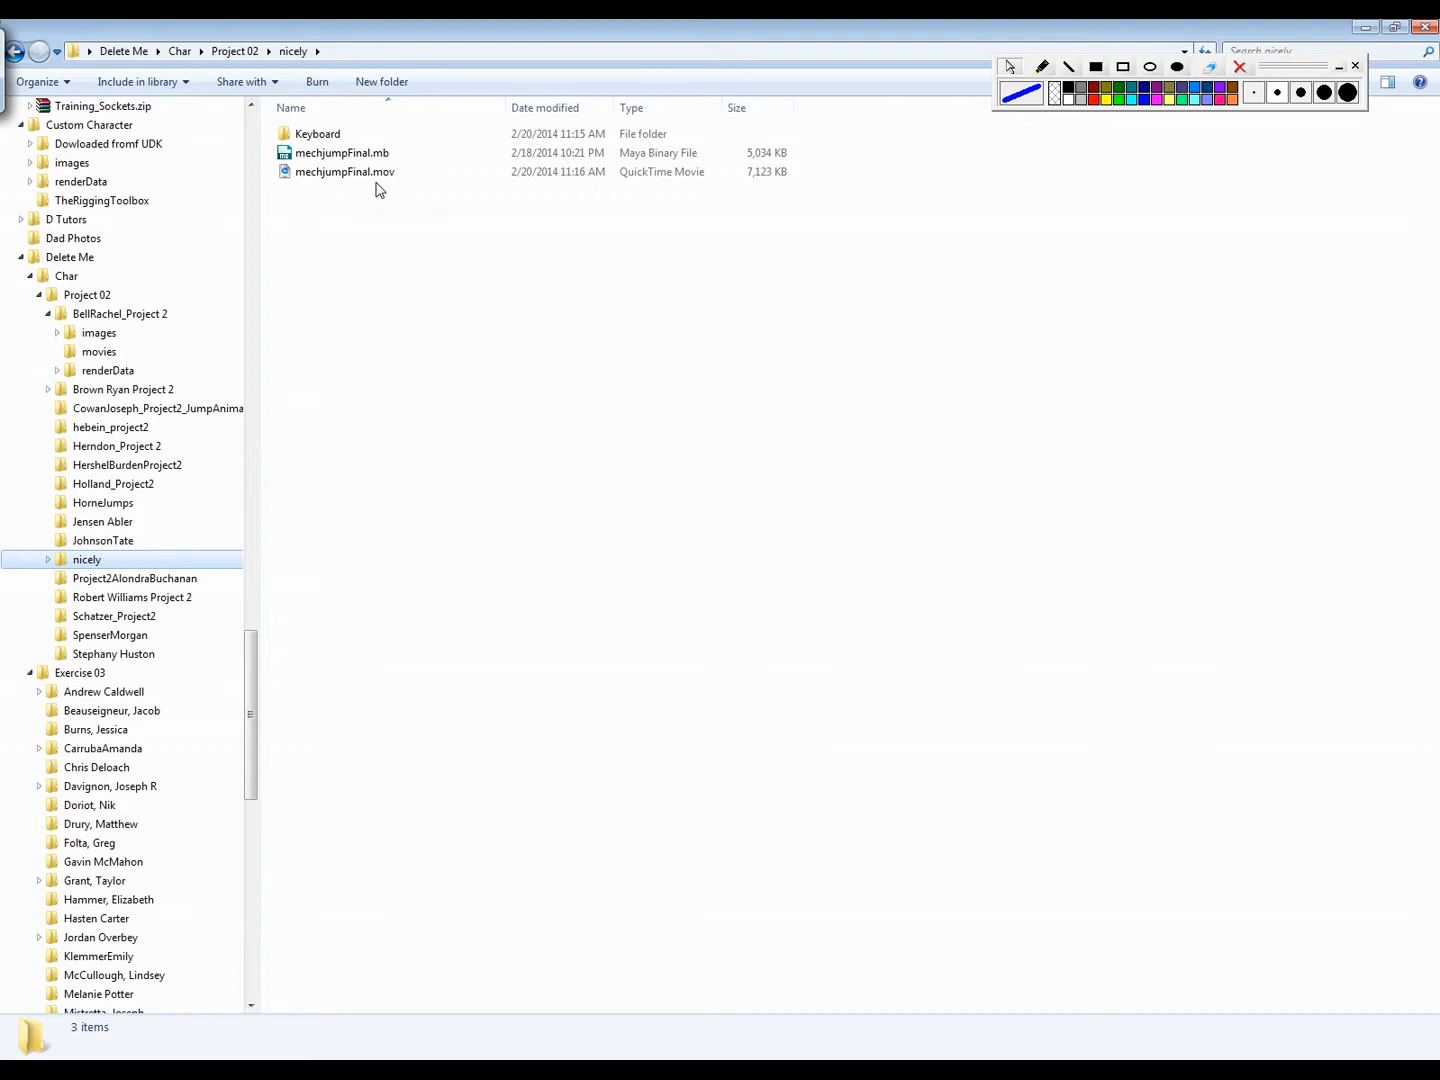 Delete Me Char Project 02 nicely
Search nicely
Organize Include in library Share with Burn New folder
Name Date modified Type Size
Keyboard 2/20/2014 11:15 AM File folder
mechjumpFinal.mb 2/18/2014 10:21 PM Maya Binary File 5,034 KB
mechjumpFinal.mov 2/20/2014 11:16 AM QuickTime Movie 7,123 KB
Training_Sockets.zip
Custom Character
Dowloaded fromf UDK
images
renderData
TheRiggingToolbox
D Tutors
Dad Photos
Delete Me
Char
Project 02
BellRachel_Project 2
images
movies
renderData
Brown Ryan Project 2
CowanJoseph_Project2_JumpAnima
hebein_project2
Herndon_Project 2
HershelBurdenProject2
Holland_Project2
HorneJumps
Jensen Abler
JohnsonTate
nicely
Project2AlondraBuchanan
Robert Williams Project 2
Schatzer_Project2
SpenserMorgan
Stephany Huston
Exercise 03
Andrew Caldwell
Beauseigneur, Jacob
Burns, Jessica
CarrubaAmanda
Chris Deloach
Davignon, Joseph R
Doriot, Nik
Drury, Matthew
Folta, Greg
Gavin McMahon
Grant, Taylor
Hammer, Elizabeth
Hasten Carter
Jordan Overbey
KlemmerEmily
McCullough, Lindsey
Melanie Potter
3 items